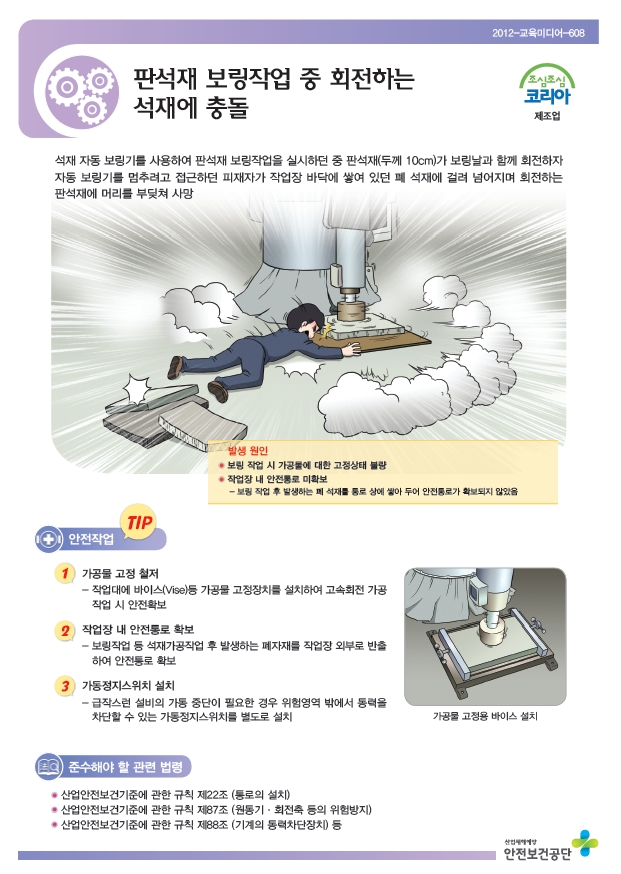 2012-교육미디어-608
판석재 보링작업 중 회전하는
석재에 충돌
조심조심
코리아
제조업
석재 자동 보링기를 사용하여 판석재 보링작업을 실시하던 중 판석재(두께 10cm)가 보링날과 함께 회전하자
자동 보링기를 멈추려고 접근하던 피재자가 작업장 바닥에 쌓여 있던 폐 석재에 걸려 넘어지며 회전하는
판석재에 머리를 부딪쳐 사망
발생 원인
◉ 보링 작업 시 가공물에 대한 고정상태 불량
◉ 작업장 내 안전통로 미확보
– 보링 작업 후 발생하는 폐 석재를 통로 상에 쌓아 두어 안전통로가 확보되지 않았음
TIP
안전작업
1 가공물 고정 철저
– 작업대에 바이스(Vise)등 가공물 고정장치를 설치하여 고속회전 가공
작업 시 안전확보
2 작업장 내 안전통로 확보
– 보링작업 등 석재가공작업 후 발생하는 폐자재를 작업장 외부로 반출
하여 안전통로 확보
3 가동정지스위치 설치
– 급작스런 설비의 가동 중단이 필요한 경우 위험영역 밖에서 동력을
차단할 수 있는 가동정지스위치를 별도로 설치
가공물 고정용 바이스 설치
준수해야 할 관련 법령
◉ 산업안전보건기준에 관한 규칙 제22조 (통로의 설치)
◉ 산업안전보건기준에 관한 규칙 제87조 (원동기 · 회전축 등의 위험방지)
◉ 산업안전보건기준에 관한 규칙 제88조 (기계의 동력차단장치) 등
산업재해예방
안전보건공단